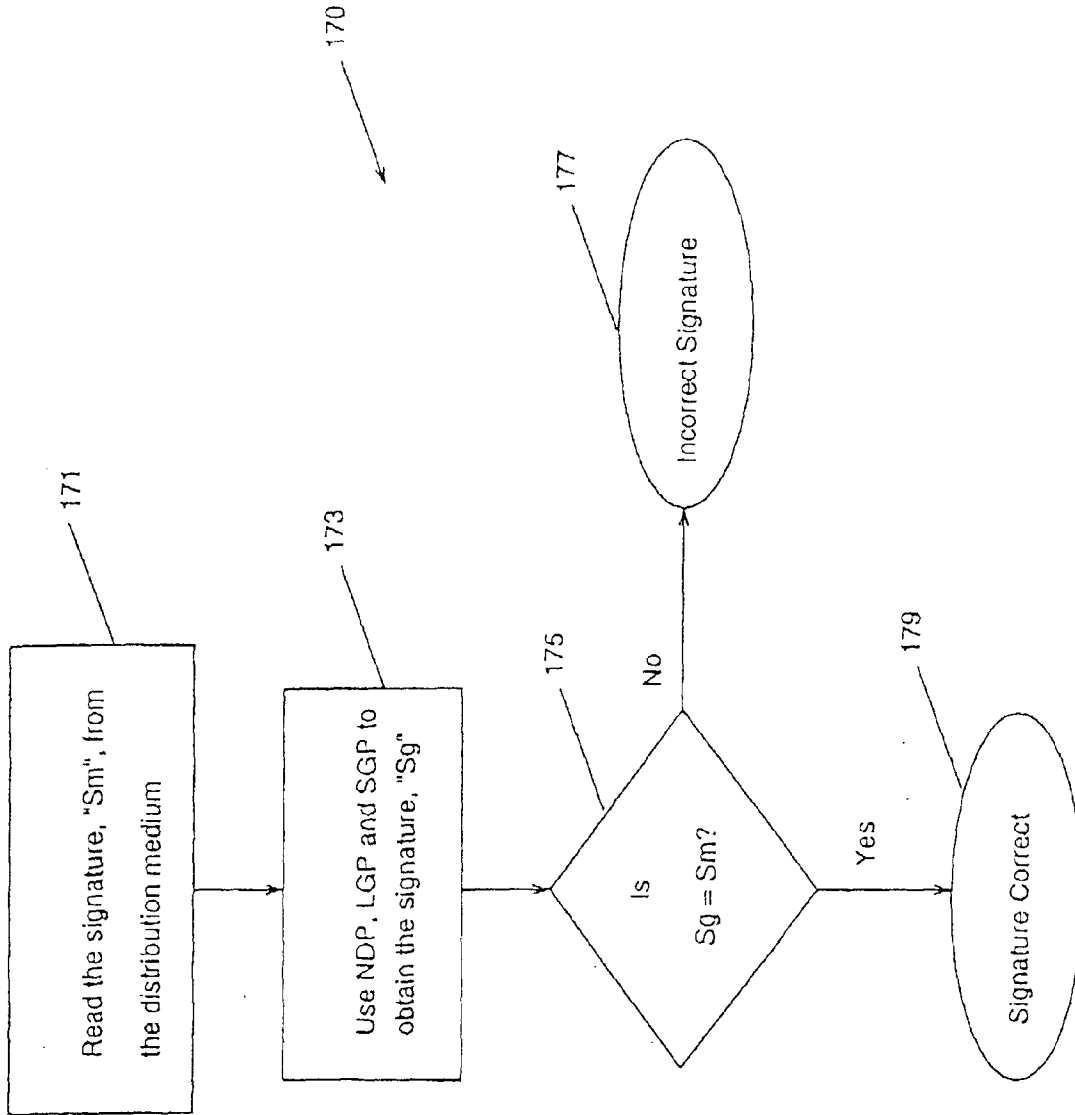 170
171
Read the signature, "Sm", from
the distribution medium
173
Use NDP, LGP and SGP to
obtain the signature, "Sg"
175
Is
Sg = Sm?
No
177
Incorrect Signature
Yes
179
Signature Correct